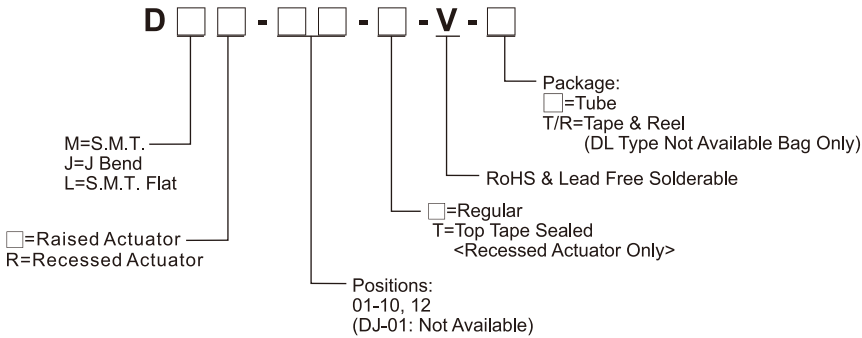 D□□-□□-□-V-□
Package:
□=Tube
T/R=Tape & Reel
(DL Type Not Available Bag Only)
M=S.M.T.
J=J Bend
L=S.M.T. Flat
RoHS & Lead Free Solderable
□=Regular
T=Top Tape Sealed
<Recessed Actuator Only>
□=Raised Actuator
R=Recessed Actuator
Positions:
01-10, 12
(DJ-01: Not Available)